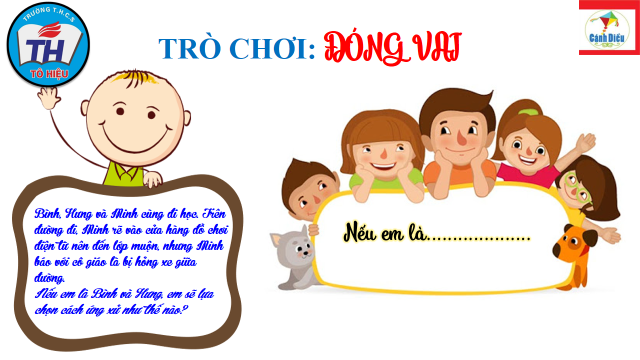 TRƯỜNG T.H.C.S
TH
TÔ HIỆU
TRÒ CHƠI: ĐÓNG VAI
Cánh Diều
Bình, Hưng và Minh cùng đi học. Trên
đường đi, Minh rẽ vào cửa hàng đồ chơi
điện tử nên đến lớp muộn, nhưng Minh
báo với cô giáo là bị hỏng xe giữa
đường.
Nếu em là Bình và Hưng, em sẽ lựa
chọn cách ứng xử như thế nào?
Nếu em là....................